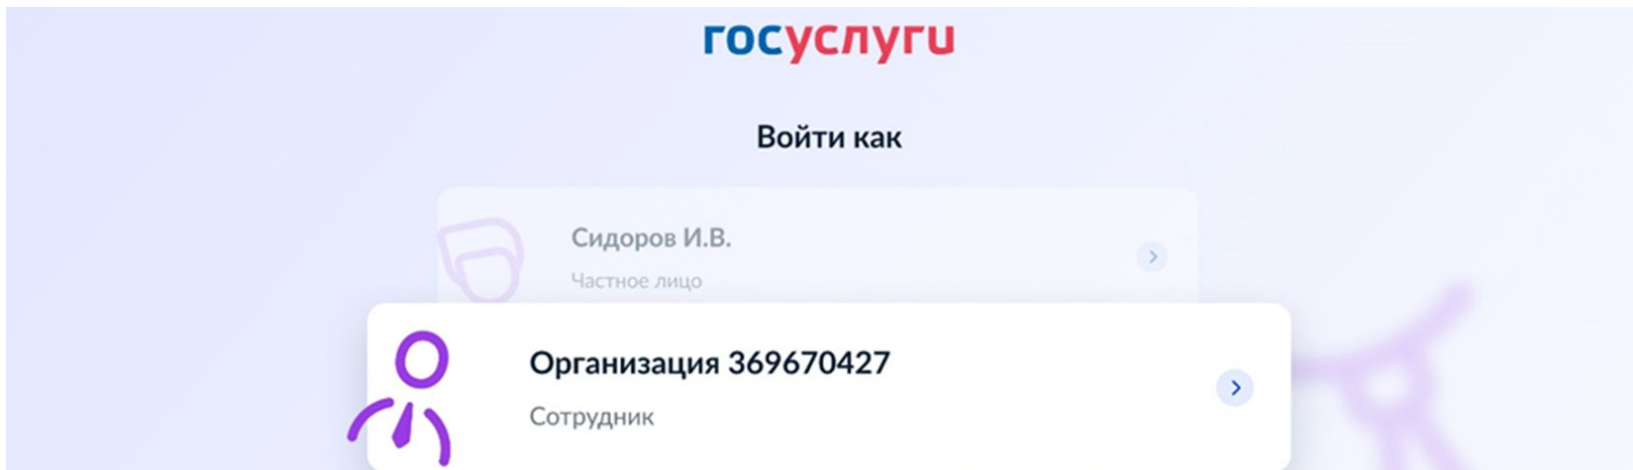 госуслуги
Войти как
Сидоров И.В.
Частное лицо
Организация 369670427
Сотрудник